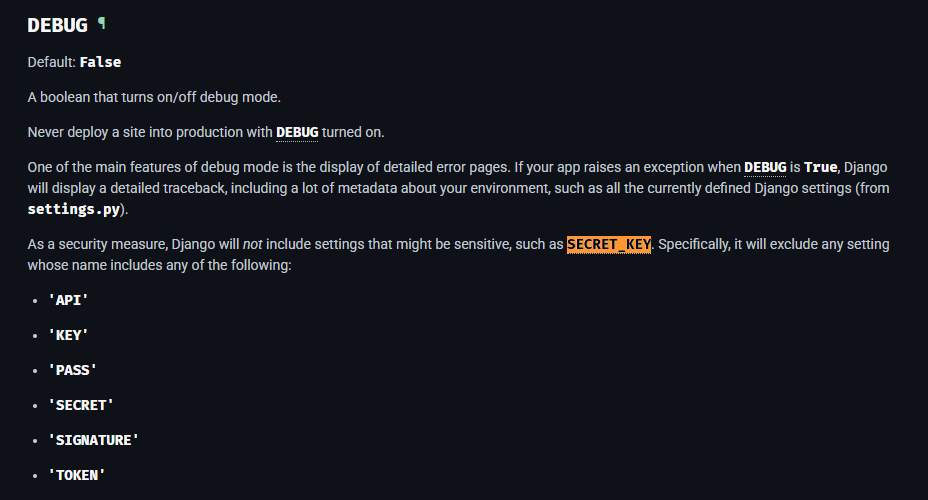 DEBUG ¶
Default: False
A boolean that turns on/off debug mode.
Never deploy a site into production with DEBUG turned on.
One of the main features of debug mode is the display of detailed error pages. If your app raises an exception when DEBUG is True, Django
will display a detailed traceback, including a lot of metadata about your environment, such as all the currently defined Django settings (from
settings.py).
As a security measure, Django will not include settings that might be sensitive, such as SECRET_KEY. Specifically, it will exclude any setting
whose name includes any of the following:
• 'API'
• 'KEY'
• 'PASS'
• 'SECRET'
• 'SIGNATURE'
• 'TOKEN'